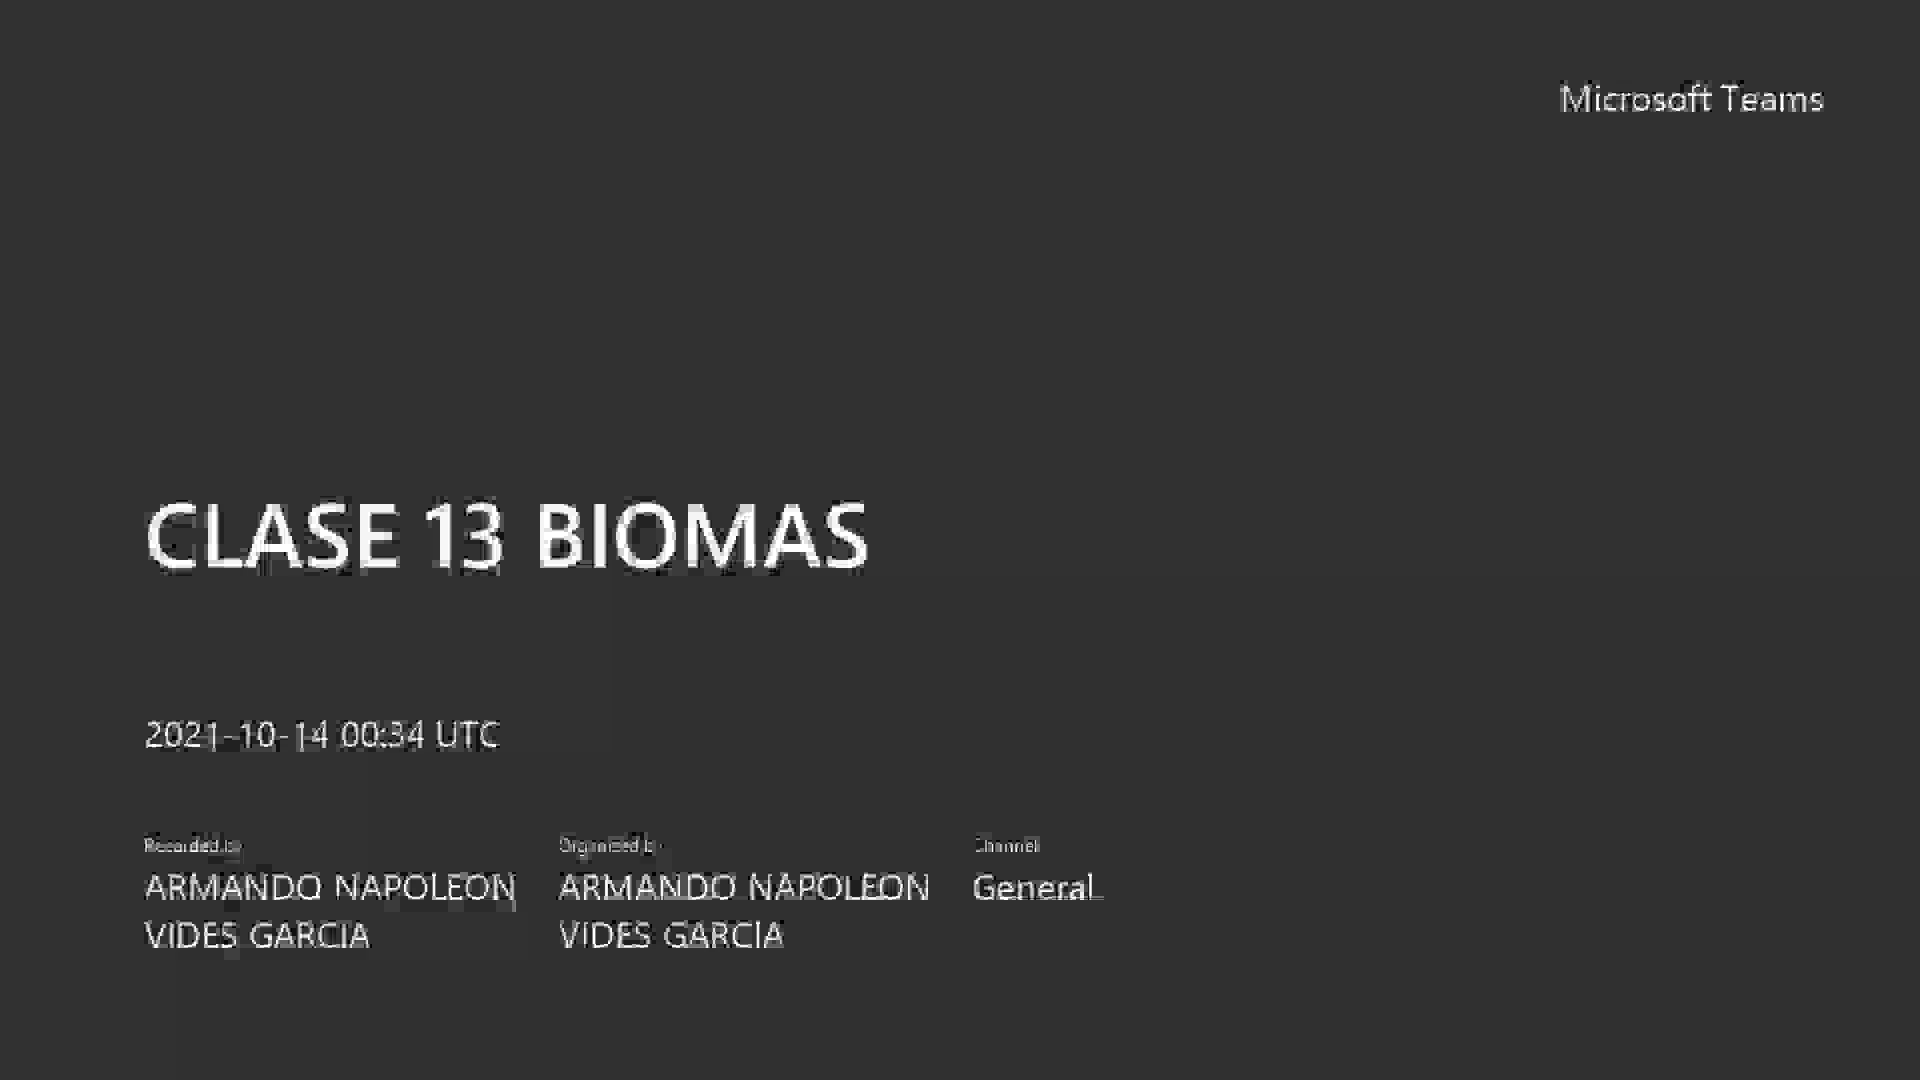 Microsoft Teams
CLASE 13 BIOMAS
2021-10-14 00:34 UTC
Recorded by
Organized by
Channel
ARMANDO NAPOLEON
ARMANDO NAPOLEON
General
VIDES GARCIA
VIDES GARCIA